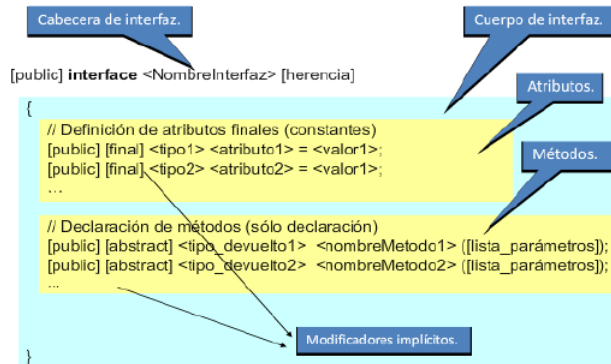 Cabecera de interfaz.
Cuerpo de interfaz.
[public] interface <NombreInterfaz> [herencia]
Atributos.
{
// Definición de atributos finales (constantes)
[public] [final] <tipo1> <atributo1> = <valor1>;
[public] [final] <tipo2> <atributo2> = <valor1>;
...
Métodos.
// Declaración de métodos (sólo declaración)
[public] [abstract] <tipo_devuelto1> <nombreMetodo1> ([lista_parámetros]);
[public] [abstract] <tipo_devuelto2> <nombreMetodo2> ([lista_parámetros]);
...
Modificadores implícitos.
}